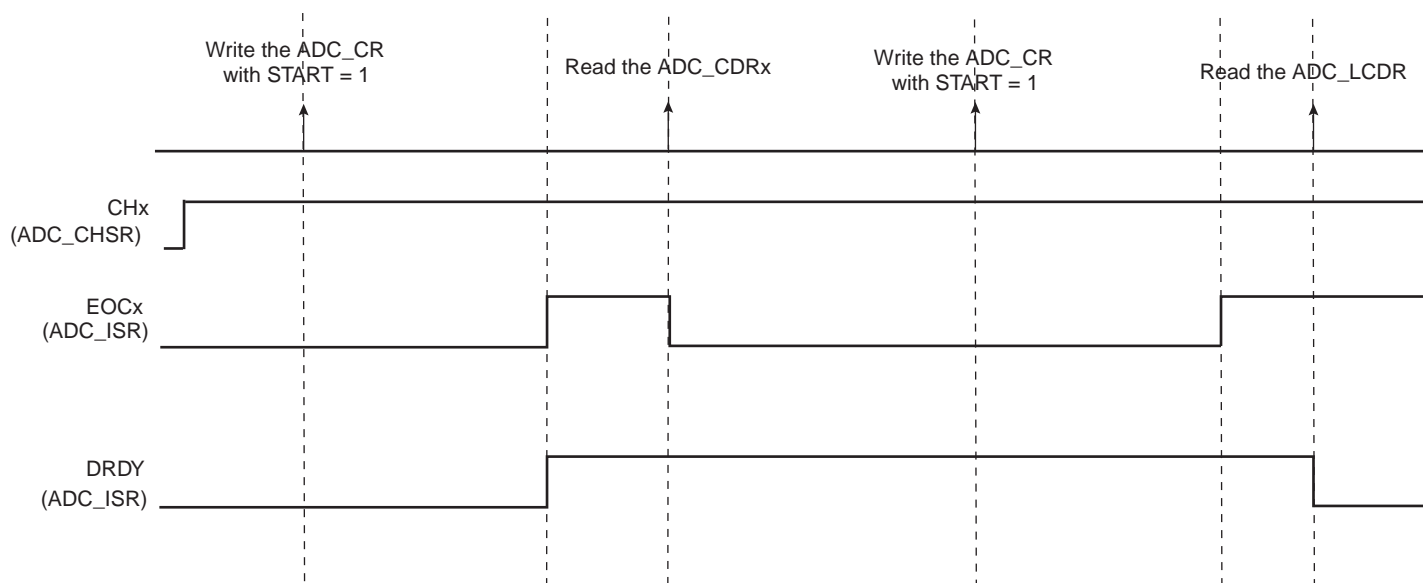 Write the ADC_CR
with START = 1
Read the ADC_CDRx
Write the ADC_CR
with START = 1
Read the ADC_LCDR
CHx
(ADC_CHSR)
EOCx
(ADC_ISR)
DRDY
(ADC_ISR)